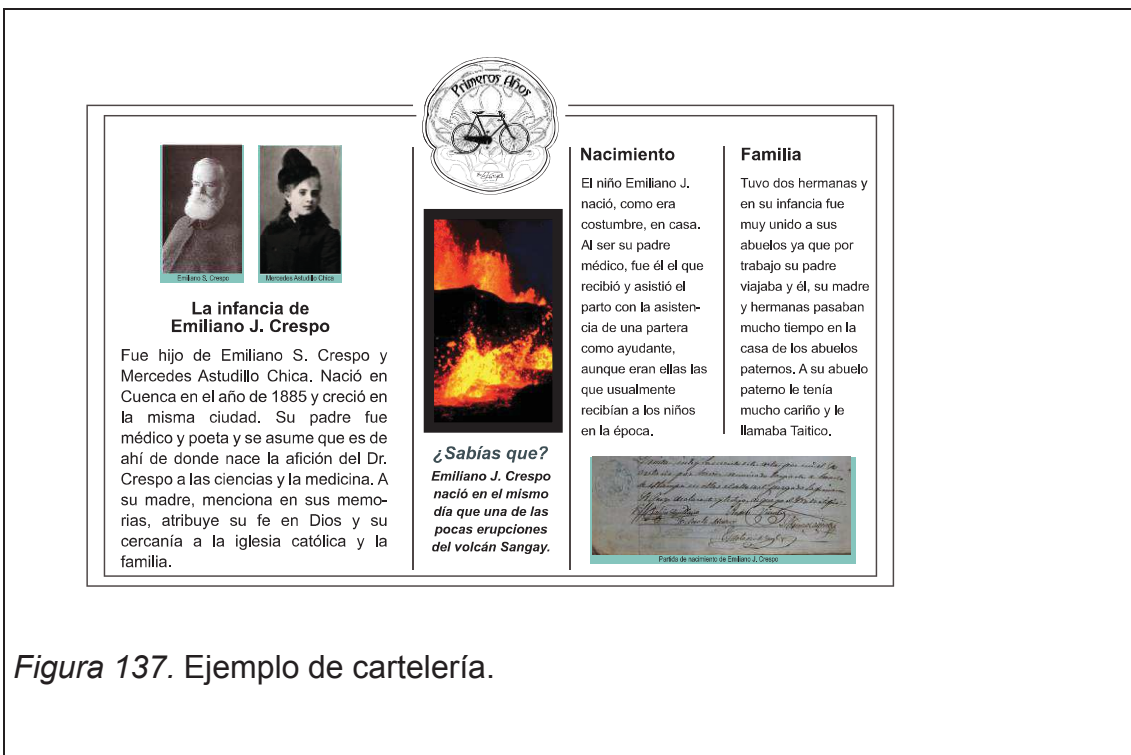 Primeros Años
Emiliano S. Crespo
Mercedes Astudillo Chica
La infancia de
Emiliano J. Crespo
Fue hijo de Emiliano S. Crespo y
Mercedes Astudillo Chica. Nació en
Cuenca en el año de 1885 y creció en
la misma ciudad. Su padre fue
médico y poeta y se asume que es de
ahí de donde nace la afición del Dr.
Crespo a las ciencias y la medicina. A
su madre, menciona en sus memo-
rias, atribuye su fe en Dios y su
cercanía a la iglesia católica y la
familia.
¿Sabías que?
Emiliano J. Crespo
nació en el mismo
día que una de las
pocas erupciones
del volcán Sangay.
Nacimiento
El niño Emiliano J.
nació, como era
costumbre, en casa.
Al ser su padre
médico, fue él el que
recibió y asistió el
parto con la asisten-
cia de una partera
como ayudante,
aunque eran ellas las
que usualmente
recibían a los niños
en la época.
Familia
Tuvo dos hermanas y
en su infancia fue
muy unido a sus
abuelos ya que por
trabajo su padre
viajaba y él, su madre
y hermanas pasaban
mucho tiempo en la
casa de los abuelos
paternos. A su abuelo
paterno le tenía
mucho cariño y le
llamaba Taitico.
Partida de nacimiento de Emiliano J. Crespo
Figura 137. Ejemplo de cartelería.